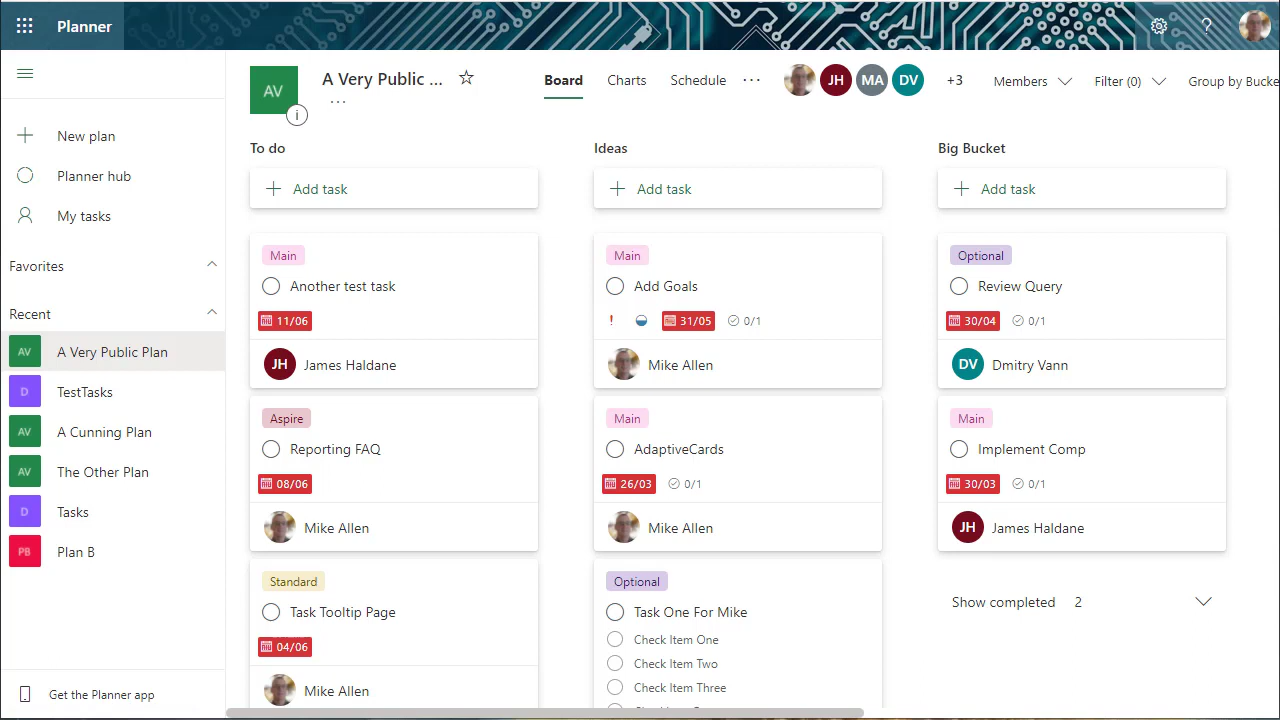 Planner
?
A Very Public ...
...
Board
Charts
Schedule
...
JH
MA
DV
+3
Members
Filter (0)
Group by Bucke
AV
i
New plan
Planner hub
My tasks
Favorites
Recent
AV A Very Public Plan
D TestTasks
AV A Cunning Plan
AV The Other Plan
D Tasks
PB Plan B
Get the Planner app
To do
+ Add task
Main
Another test task
11/06
JH James Haldane
Aspire
Reporting FAQ
08/06
Mike Allen
Standard
Task Tooltip Page
04/06
Mike Allen
Ideas
+ Add task
Main
Add Goals
! 31/05 0/1
Mike Allen
Main
AdaptiveCards
26/03 0/1
Mike Allen
Optional
Task One For Mike
Check Item One
Check Item Two
Check Item Three
Big Bucket
+ Add task
Optional
Review Query
30/04 0/1
DV Dmitry Vann
Main
Implement Comp
30/03 0/1
JH James Haldane
Show completed 2